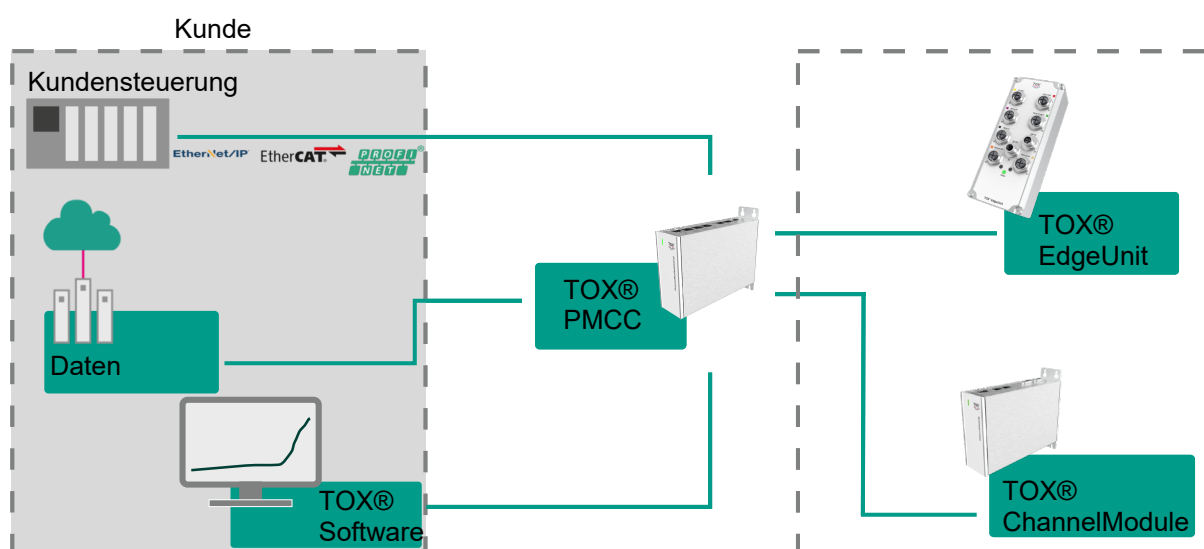 Kunde
Kundensteuerung
EtherNet/IP
EtherCAT
PROFI
NET
TOX®
EdgeUnit
TOX®
PMCC
Daten
TOX®
Software
TOX®
ChannelModule